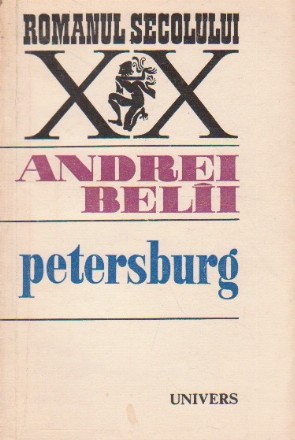 ROMANUL SECOLULUI
XX
ANDREI
BELÎI
petersburg
UNIVERS